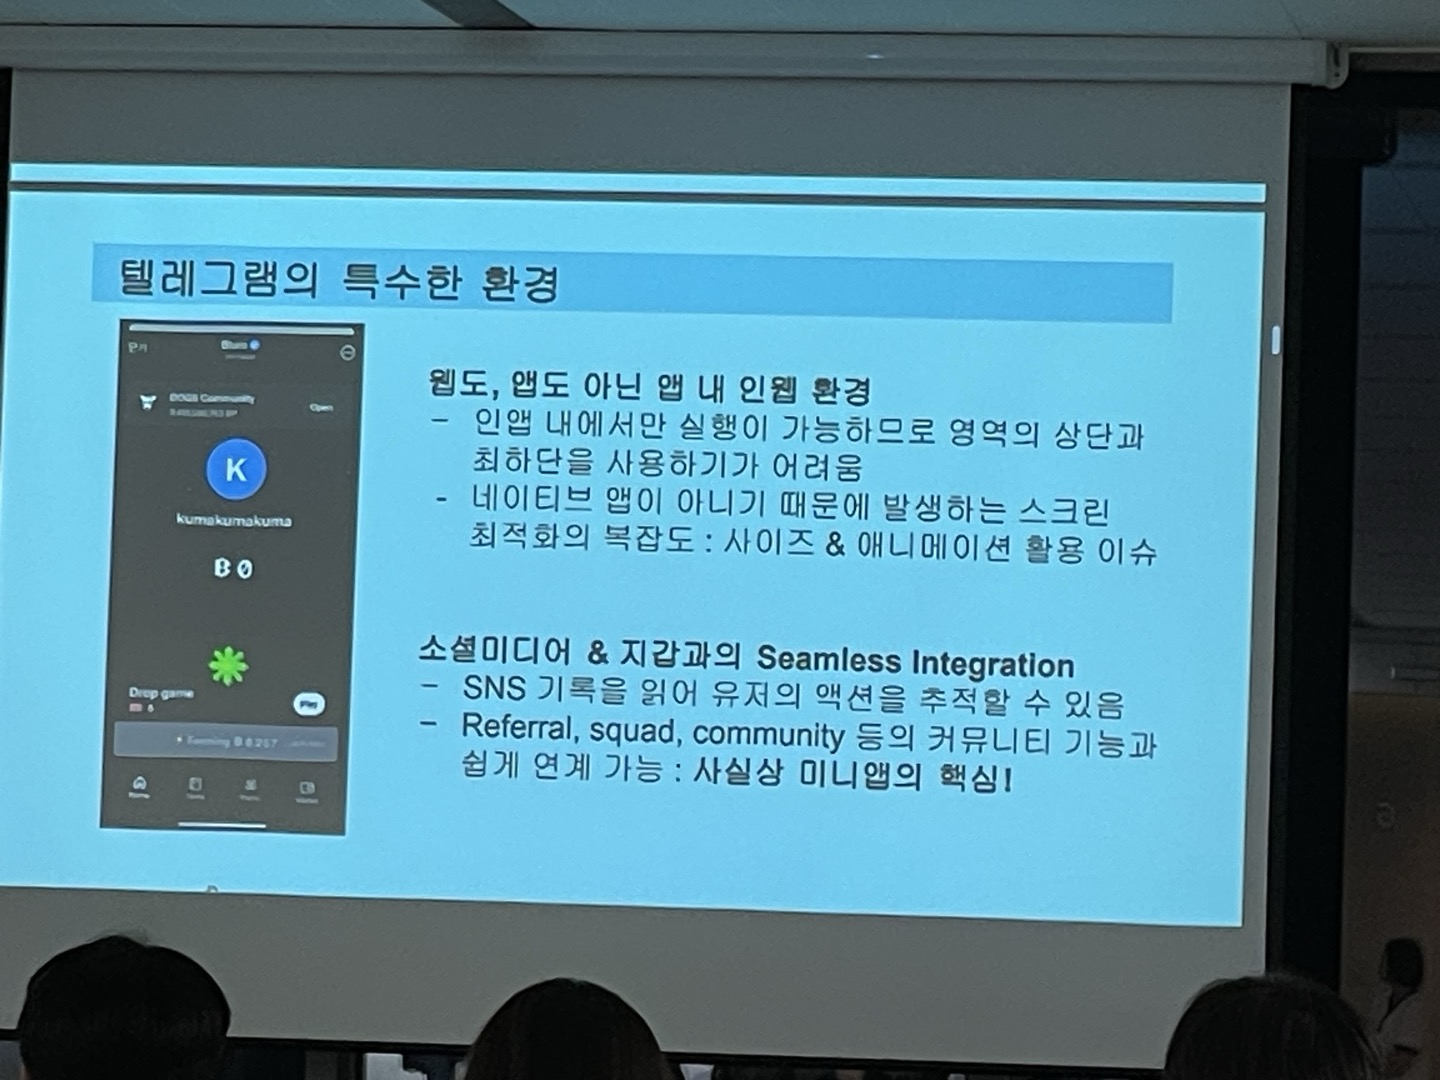 텔레그램의 특수한 환경
닫기
Blum
DOGS Community
Open
K
kumakumakuma
B 0
Drop game
6
Play
Farming B 6.257
Home
웹도, 앱도 아닌 앱 내 인웹 환경
– 인앱 내에서만 실행이 가능하므로 영역의 상단과
최하단을 사용하기가 어려움
- 네이티브 앱이 아니기 때문에 발생하는 스크린
최적화의 복잡도 : 사이즈 & 애니메이션 활용 이슈
소셜미디어 & 지갑과의 Seamless Integration
– SNS 기록을 읽어 유저의 액션을 추적할 수 있음
– Referral, squad, community 등의 커뮤니티 기능과
쉽게 연계 가능 : 사실상 미니앱의 핵심!